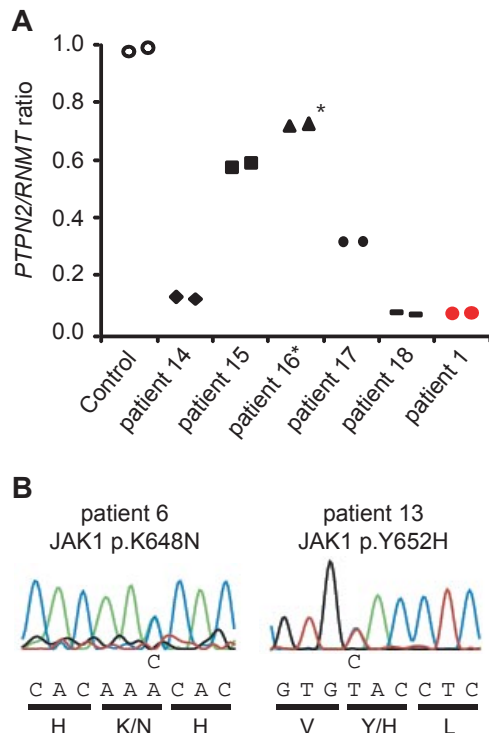 A
PTPN2/RNMT ratio
1.0
0.8
0.6
0.4
0.2
0.0
*
Control
patient 14
patient 15
patient 16*
patient 17
patient 18
patient 1
B
patient 6
JAK1 p.K648N
C
C A C A A A C A C
H K/N H
patient 13
JAK1 p.Y652H
C
G T G T A C C T C
V Y/H L